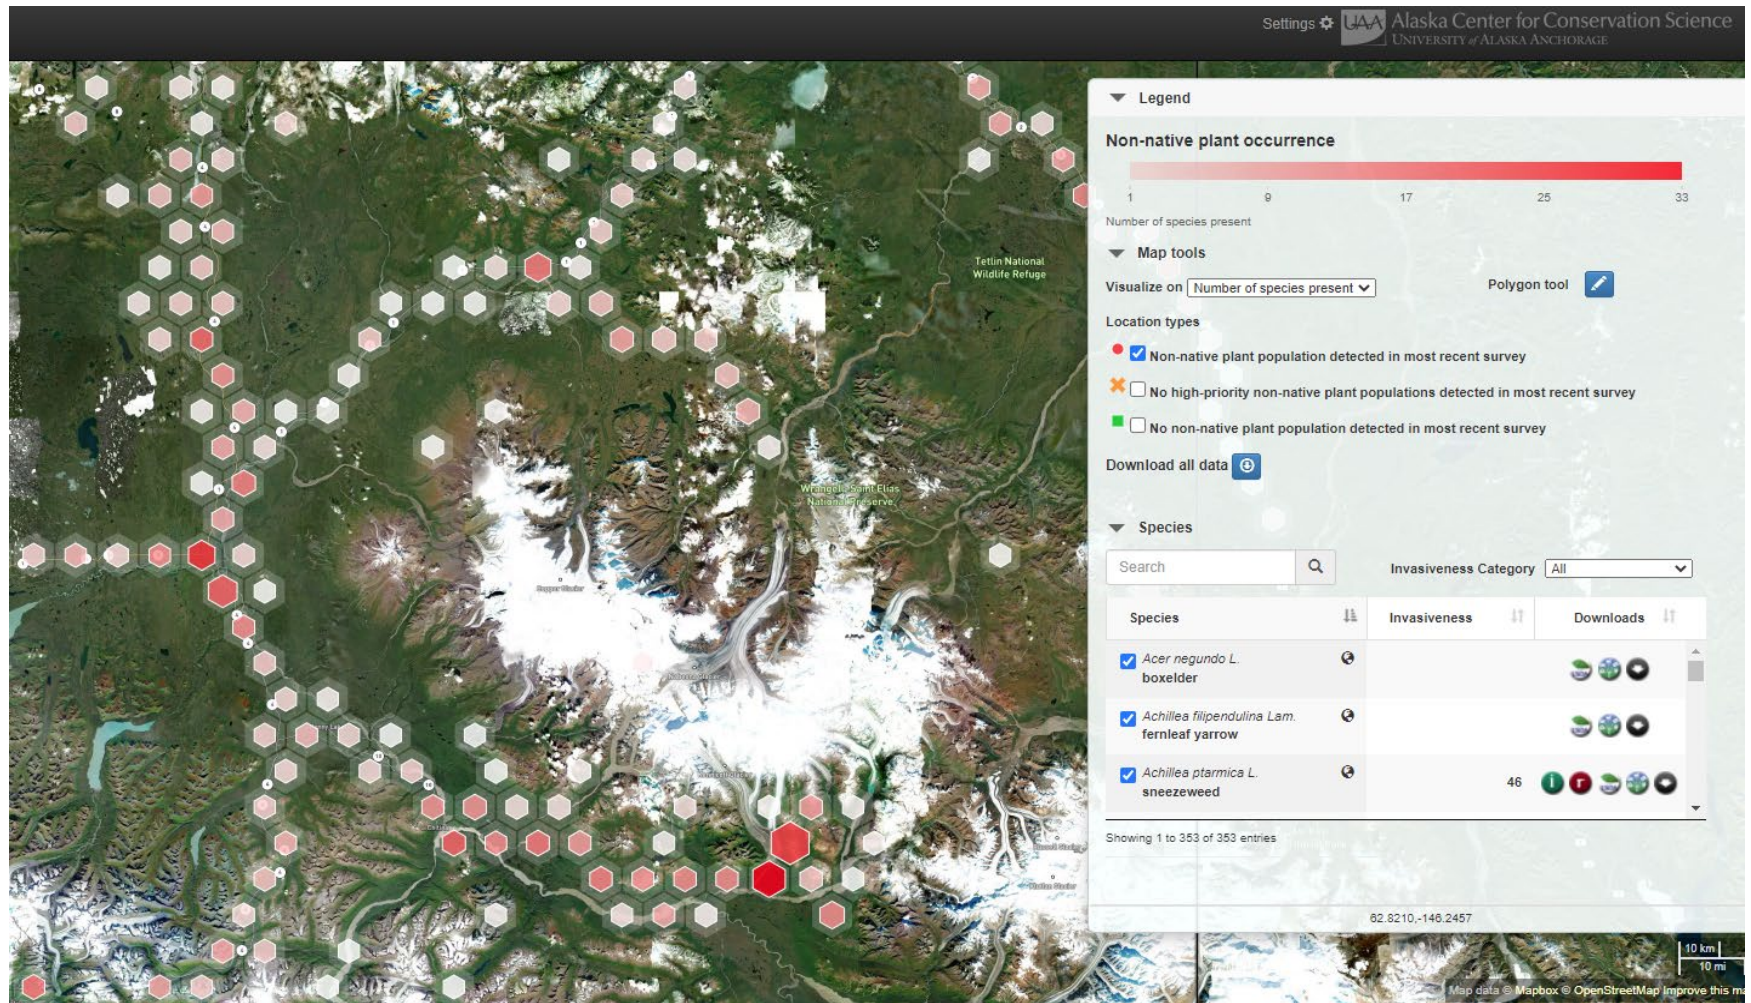 Settings
UAA
Alaska Center for Conservation Science
UNIVERSITY of ALASKA ANCHORAGE
Legend
Non-native plant occurrence
1 9 17 25 33
Number of species present
Map tools
Visualize on Number of species present Polygon tool
Location types
Non-native plant population detected in most recent survey
No high-priority non-native plant populations detected in most recent survey
No non-native plant population detected in most recent survey
Download all data
Species
Search Invasiveness Category All
Species Invasiveness Downloads
Acer negundo L.
boxelder
Achillea filipendulina Lam.
fernleaf yarrow
Achillea ptarmica L.
sneezeweed
46
i r
Showing 1 to 353 of 353 entries
62.8210,-146.2457
10 km
10 mi
Map data © Mapbox © OpenStreetMap Improve this ma
Tetlin National
Wildlife Refuge
Wrangell-Saint Elias
National Preserve